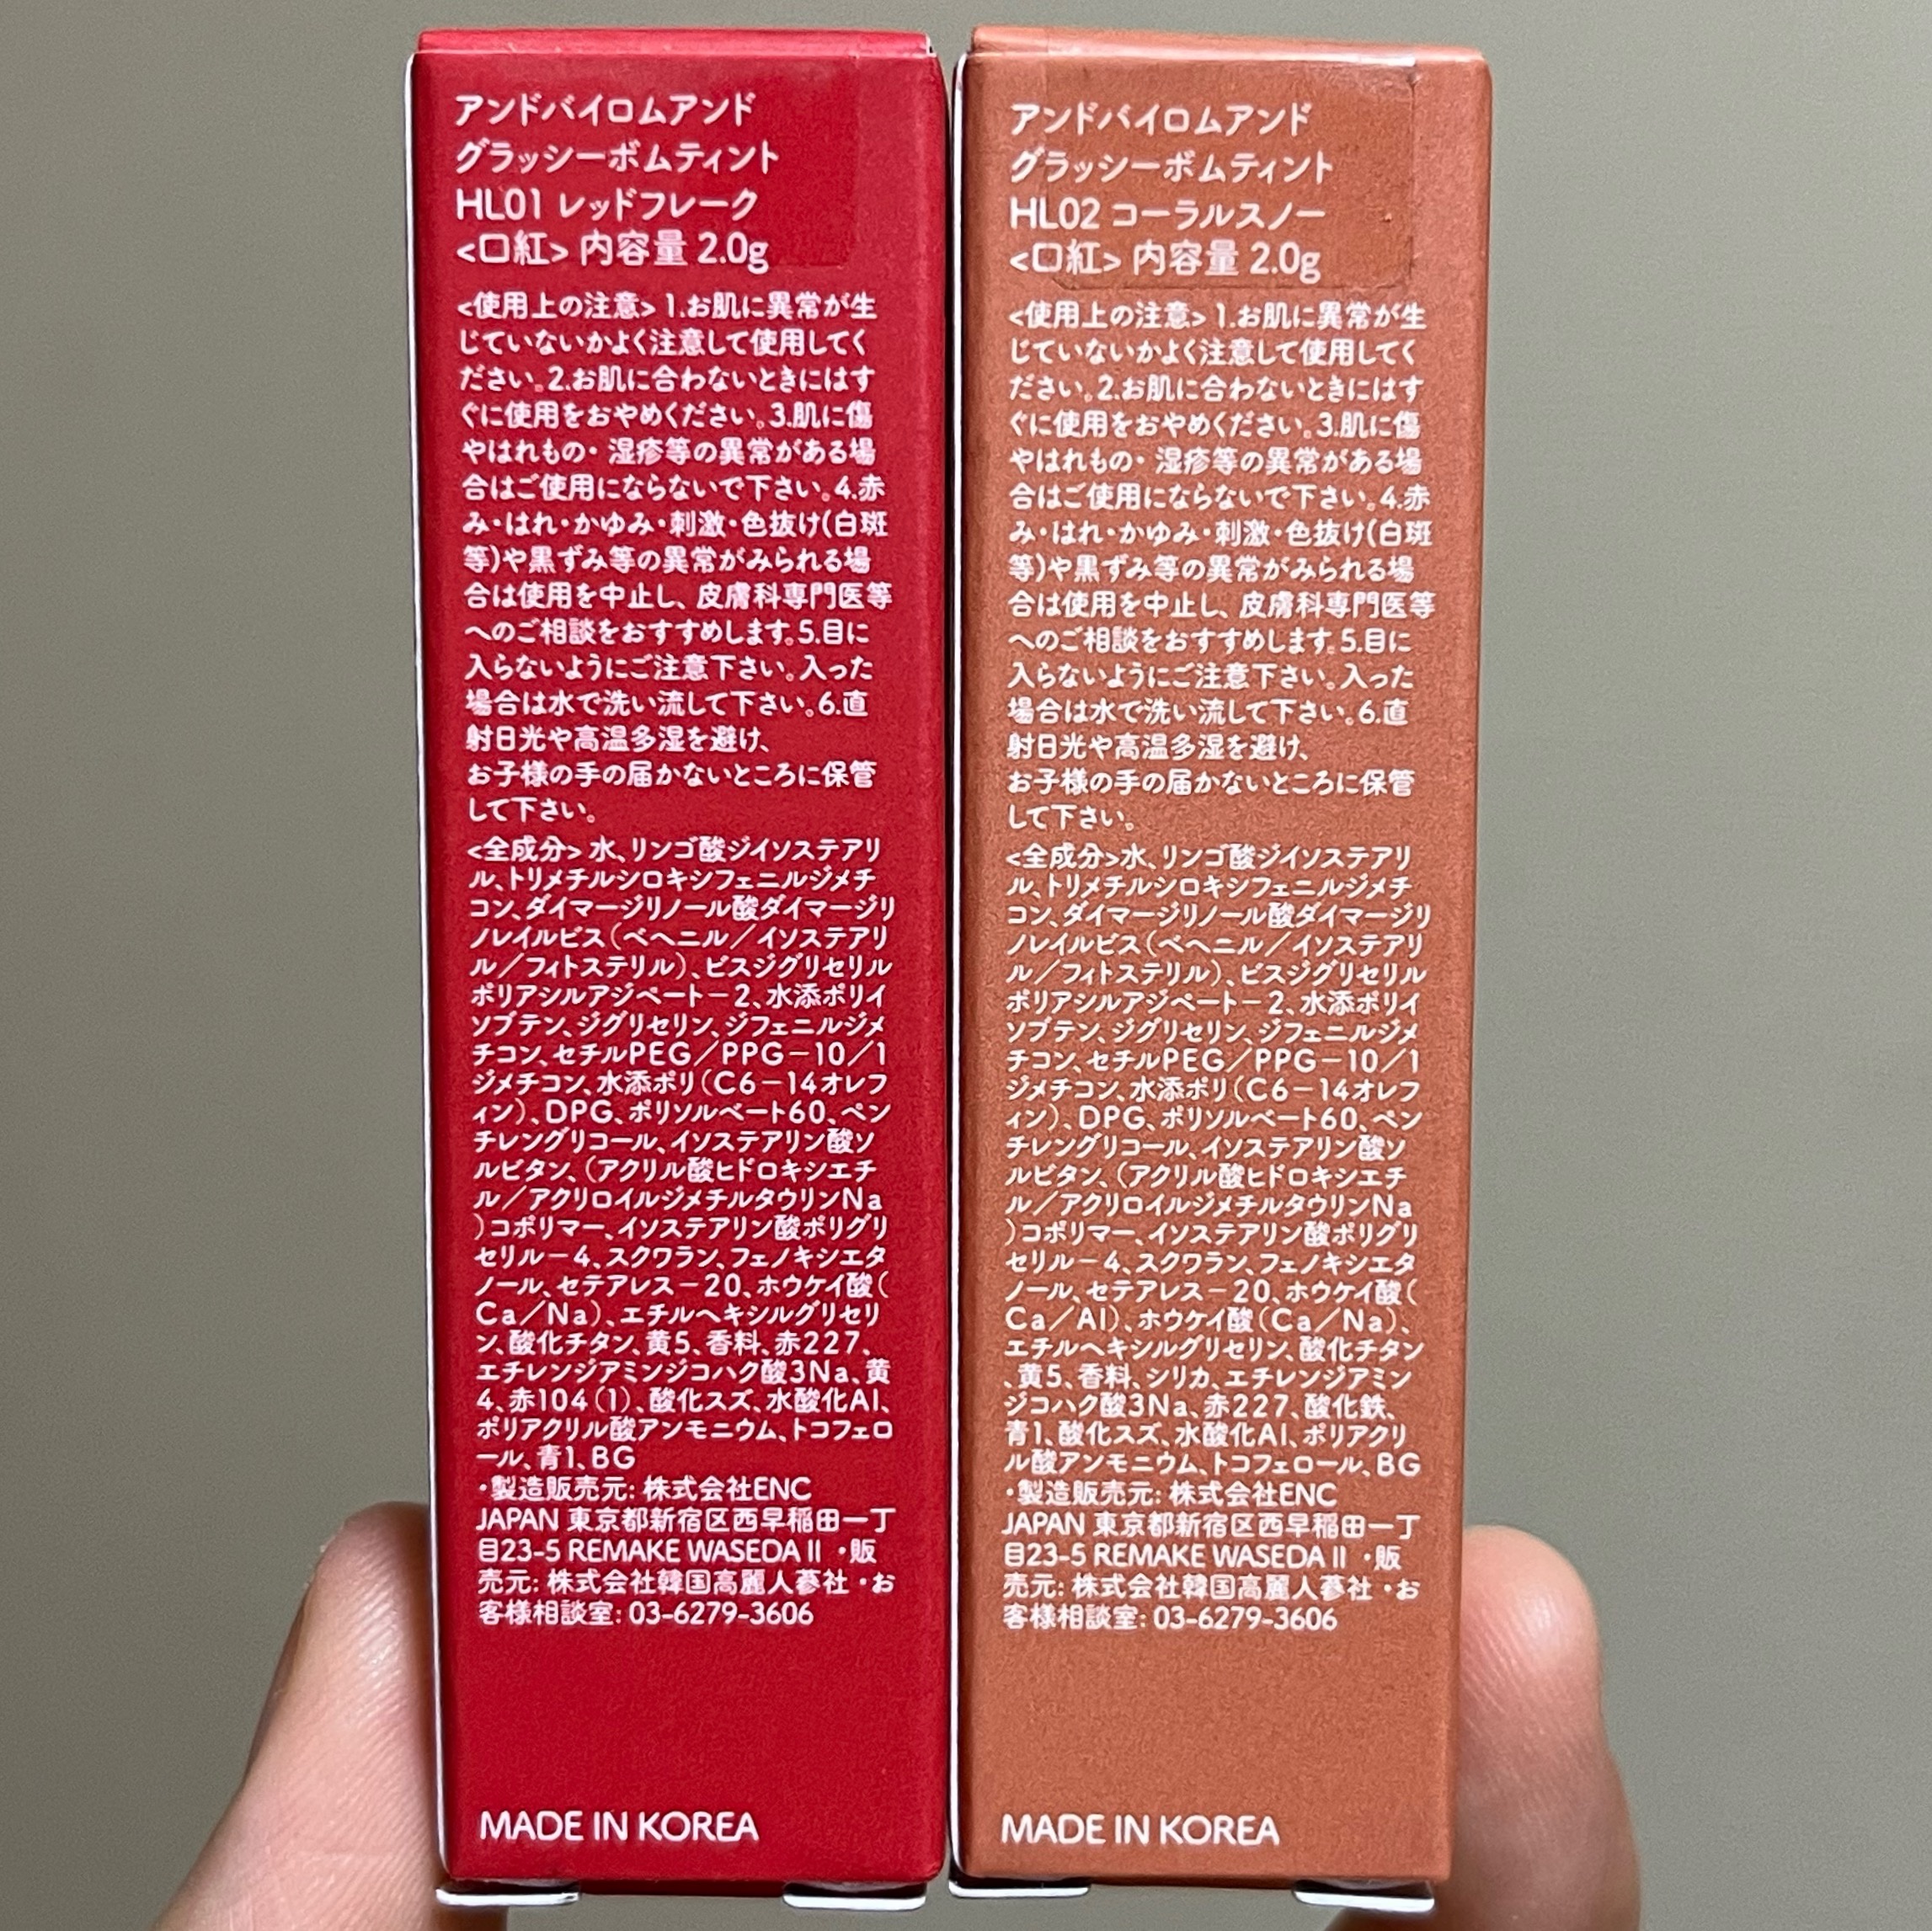 アンドバイロムアンド
グラッシーボムティント
HL01 レッドフレーク
<口紅> 内容量 2.0g
<使用上の注意> 1.お肌に異常が生
じていないかよく注意して使用してく
ださい。2.お肌に合わないときにはす
ぐに使用をおやめください。3.肌に傷
やはれもの・ 湿疹等の異常がある場
合はご使用にならないで下さい。4.赤
み・はれ・かゆみ・刺激・色抜け(白斑
等)や黒ずみ等の異常がみられる場
合は使用を中止し、皮膚科専門医等
へのご相談をおすすめします。5.目に
入らないようにご注意下さい。入った
場合は水で洗い流して下さい。6.直
射日光や高温多湿を避け、
お子様の手の届かないところに保管
して下さい。
<全成分> 水、リンゴ酸ジイソステアリ
ル、トリメチルシロキシフェニルジメチ
コン、ダイマージリノール酸ダイマージリ
ノレイルビス（ベヘニル／イソステアリ
ル／フィトステリル）、ビスジグリセリル
ポリアシルアジペート－2、水添ポリイ
ソブテン、ジグリセリン、ジフェニルジメ
チコン、セチルPEG／PPG－10／1
ジメチコン、水添ポリ（C6－14オレフ
ィン）、DPG、ポリソルベート60、ペン
チレングリコール、イソステアリン酸ソ
ルビタン、（アクリル酸ヒドロキシエチ
ル／アクリロイルジメチルタウリンNa
）コポリマー、イソステアリン酸ポリグリ
セリル－4、スクワラン、フェノキシエタ
ノール、セテアレス－20、ホウケイ酸（
Ca／Na）、エチルヘキシルグリセリ
ン、酸化チタン、黄5、香料、赤227、
エチレンジアミンジコハク酸3Na、黄
4、赤104（1）、酸化スズ、水酸化Al、
ポリアクリル酸アンモニウム、トコフェロ
ール、青1、BG
・製造販売元: 株式会社ENC
JAPAN 東京都新宿区西早稲田一丁
目23-5 REMAKE WASEDA II ・販
売元: 株式会社韓国高麗人蔘社 ・お
客様相談室: 03-6279-3606
MADE IN KOREA
アンドバイロムアンド
グラッシーボムティント
HL02 コーラルスノー
<口紅> 内容量 2.0g
<使用上の注意> 1.お肌に異常が生
じていないかよく注意して使用してく
ださい。2.お肌に合わないときにはす
ぐに使用をおやめください。3.肌に傷
やはれもの・ 湿疹等の異常がある場
合はご使用にならないで下さい。4.赤
み・はれ・かゆみ・刺激・色抜け(白斑
等)や黒ずみ等の異常がみられる場
合は使用を中止し、皮膚科専門医等
へのご相談をおすすめします。5.目に
入らないようにご注意下さい。入った
場合は水で洗い流して下さい。6.直
射日光や高温多湿を避け、
お子様の手の届かないところに保管
して下さい。
<全成分>水、リンゴ酸ジイソステアリ
ル、トリメチルシロキシフェニルジメチ
コン、ダイマージリノール酸ダイマージリ
ノレイルビス（ベヘニル／イソステアリ
ル／フィトステリル）、ビスジグリセリル
ポリアシルアジペート－2、水添ポリイ
ソブテン、ジグリセリン、ジフェニルジメ
チコン、セチルPEG／PPG－10／1
ジメチコン、水添ポリ（C6－14オレフ
ィン）、DPG、ポリソルベート60、ペン
チレングリコール、イソステアリン酸ソ
ルビタン、（アクリル酸ヒドロキシエチ
ル／アクリロイルジメチルタウリンNa
）コポリマー、イソステアリン酸ポリグリ
セリル－4、スクワラン、フェノキシエタ
ノール、セテアレス－20、ホウケイ酸（
Ca／Al）、ホウケイ酸（Ca／Na）、
エチルヘキシルグリセリン、酸化チタン
、黄5、香料、シリカ、エチレンジアミン
ジコハク酸3Na、赤227、酸化鉄、
青1、酸化スズ、水酸化Al、ポリアクリ
ル酸アンモニウム、トコフェロール、BG
・製造販売元: 株式会社ENC
JAPAN 東京都新宿区西早稲田一丁
目23-5 REMAKE WASEDA II ・販
売元: 株式会社韓国高麗人蔘社 ・お
客様相談室: 03-6279-3606
MADE IN KOREA